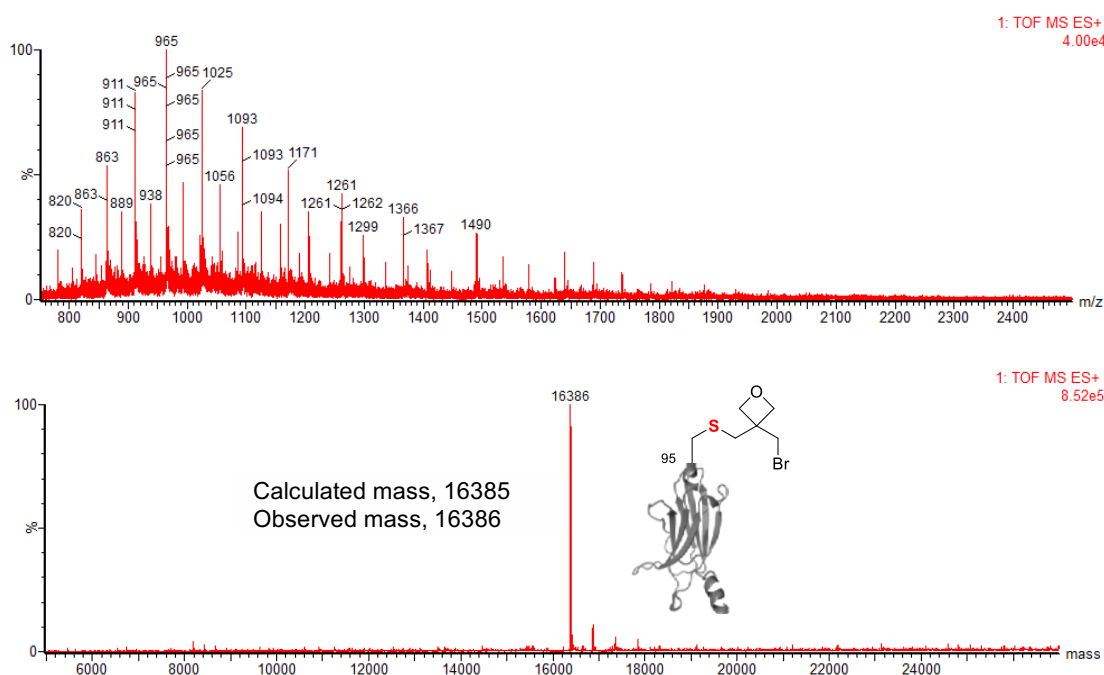 1: TOF MS ES+
4.00e4
100
%
0
965
965
965
965
965
911
911
911
1025
1093
1093
1094
863
863
820
820
889
938
1056
1171
1261
1261
1262
1299
1366
1367
1490
800 900 1000 1100 1200 1300 1400 1500 1600 1700 1800 1900 2000 2100 2200 2300 2400
m/z
1: TOF MS ES+
8.52e5
100
%
0
16386
O
S
Br
95
Calculated mass, 16385
Observed mass, 16386
6000 8000 10000 12000 14000 16000 18000 20000 22000 24000
mass